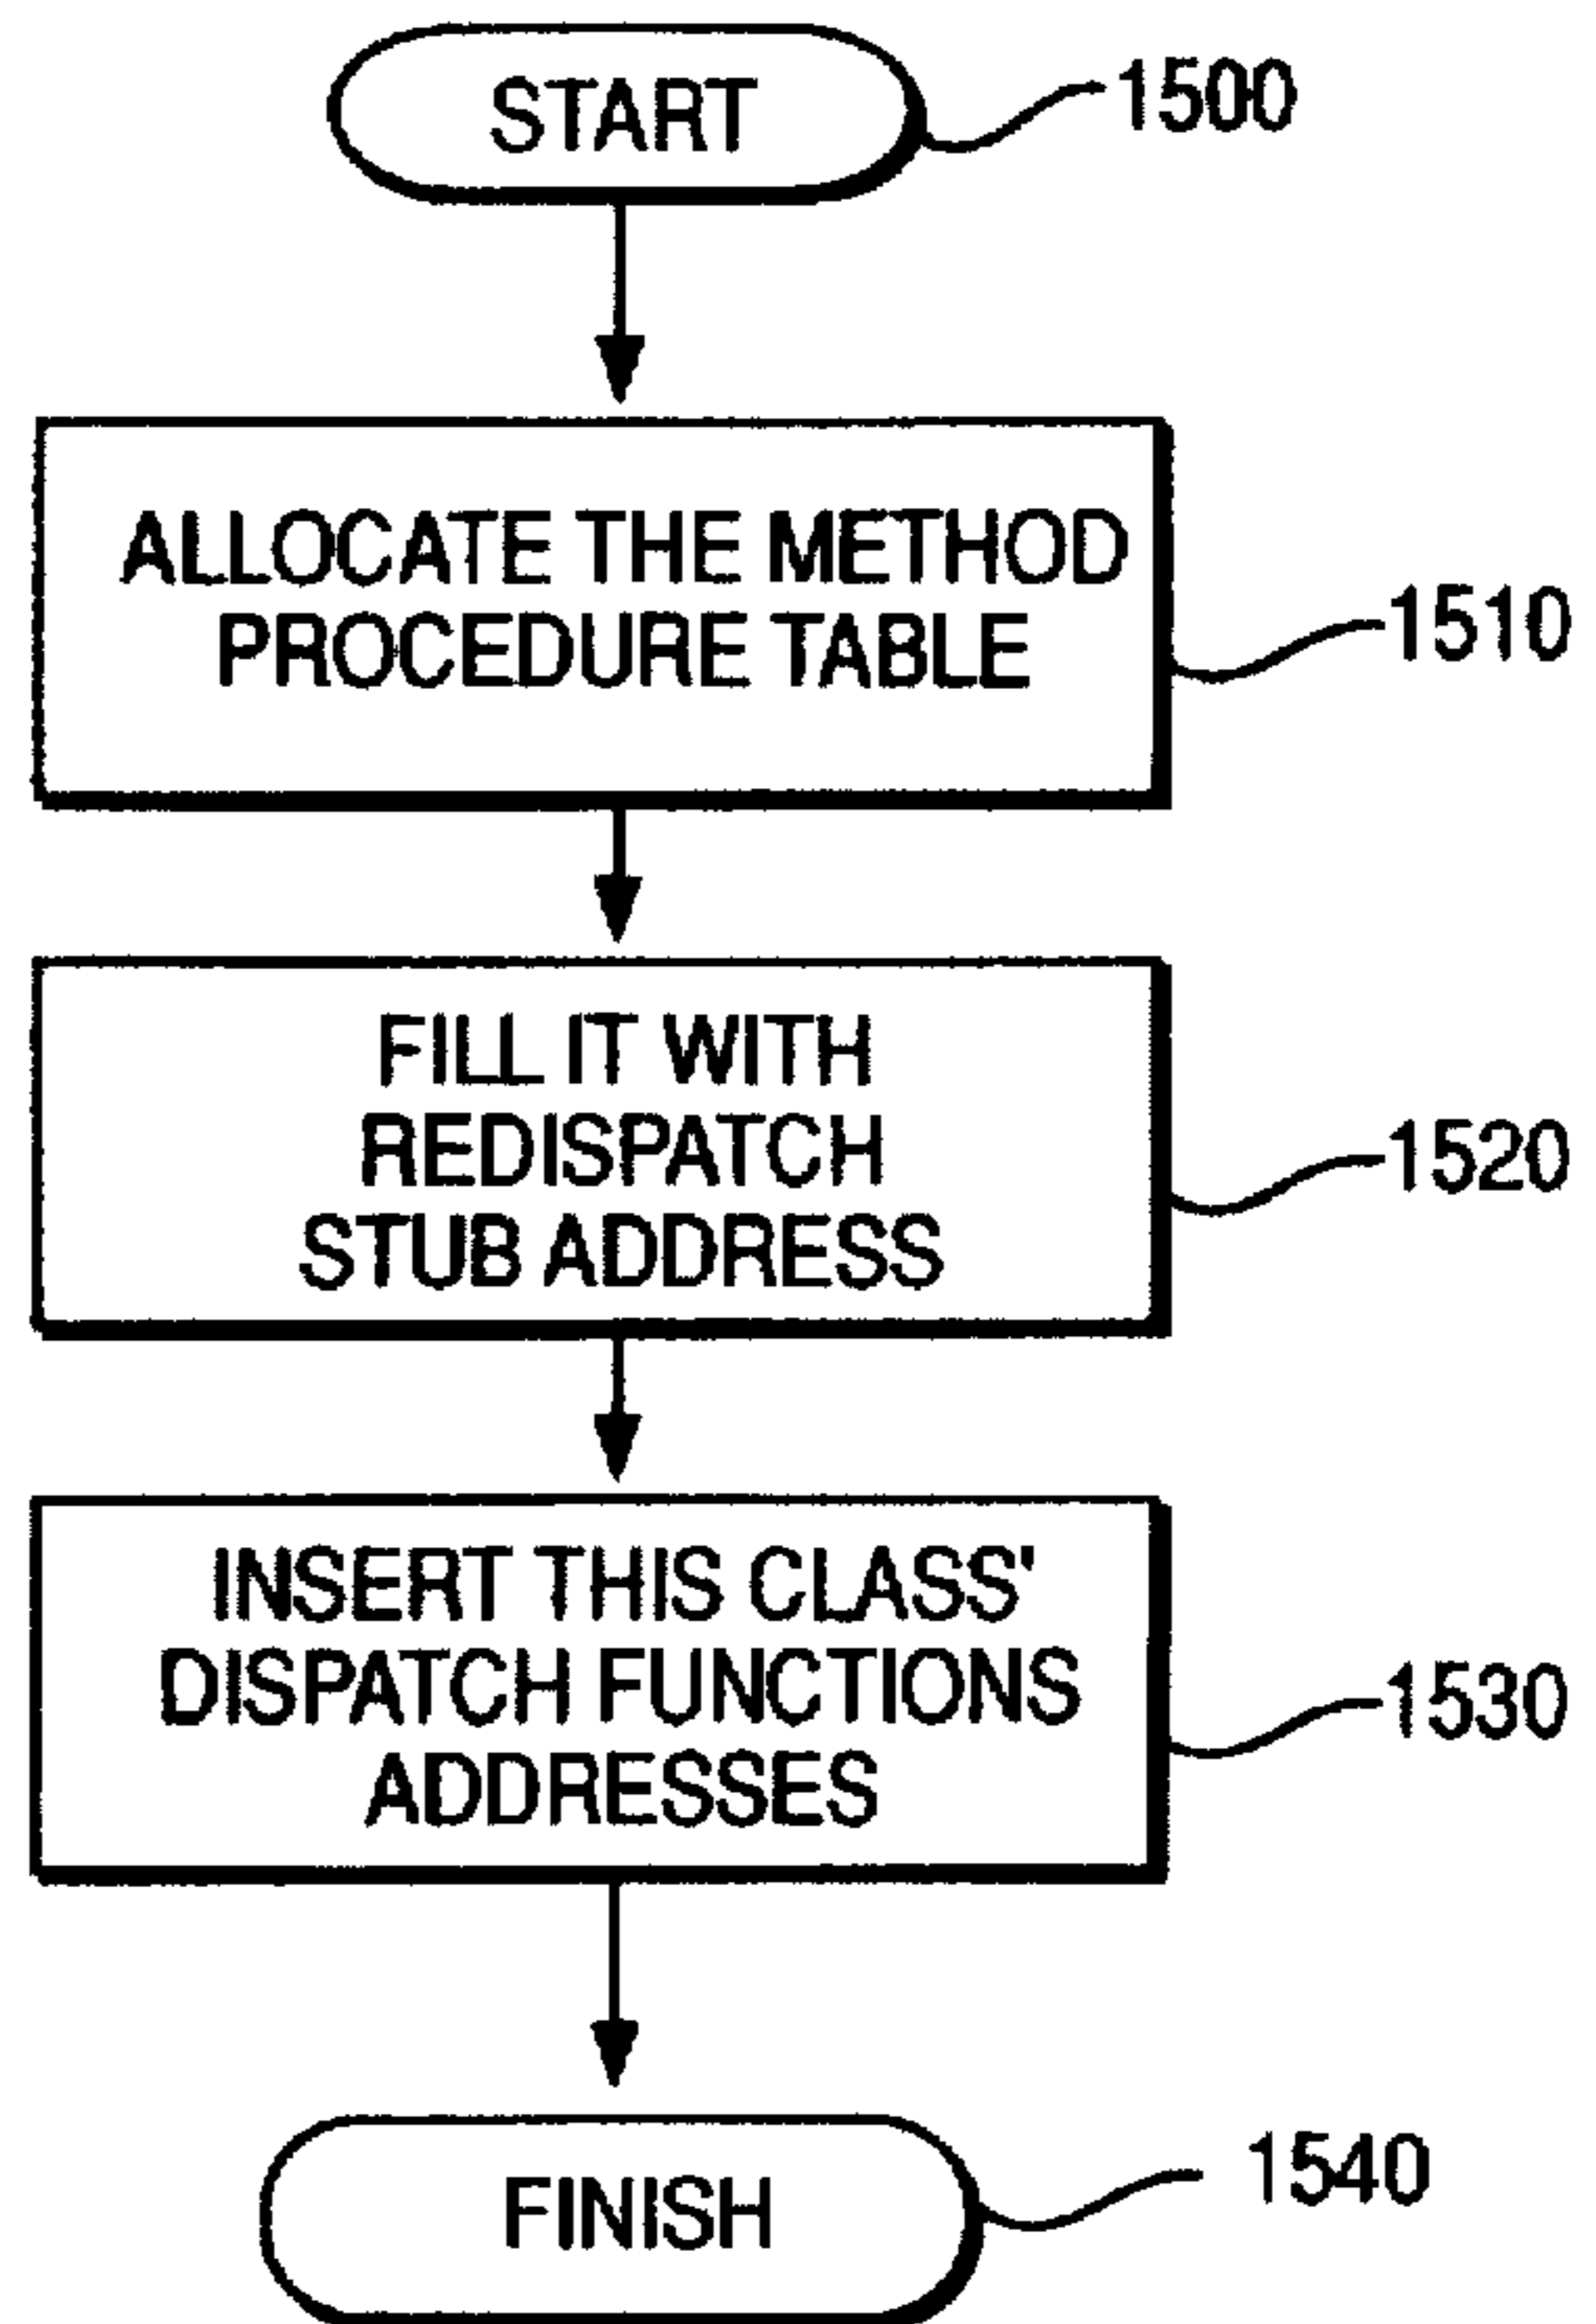 START
1500
ALLOCATE THE METHOD
PROCEDURE TABLE
1510
FILL IT WITH
REDISPATCH
STUB ADDRESS
1520
INSERT THIS CLASS'
DISPATCH FUNCTIONS
ADDRESSES
1530
FINISH
1540